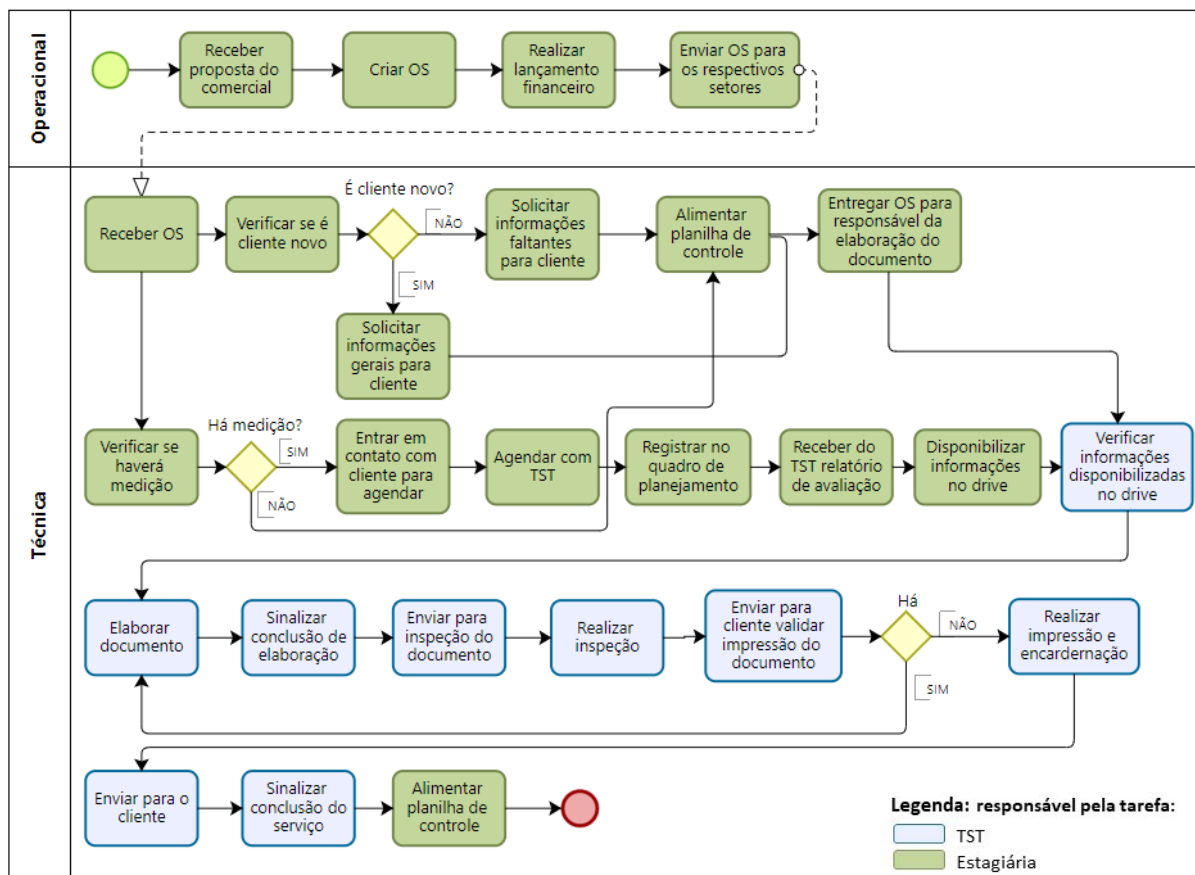 Operacional
Receber
proposta do
comercial
Criar OS
Realizar
lançamento
financeiro
Enviar OS para
os respectivos
setores
Técnica
Receber OS
Verificar se é
cliente novo
É cliente novo?
NÃO
SIM
Solicitar
informações
faltantes
para cliente
Solicitar
informações
gerais para
cliente
Alimentar
planilha de
controle
Entregar OS para
responsável da
elaboração do
documento
Verificar se
haverá
medição
Há medição?
SIM
NÃO
Entrar em
contato com
cliente para
agendar
Agendar com
TST
Registrar no
quadro de
planejamento
Receber do
TST relatório
de avaliação
Disponibilizar
informações
no drive
Verificar
informações
disponibilizadas
no drive
Elaborar
documento
Sinalizar
conclusão de
elaboração
Enviar para
inspeção do
documento
Realizar
inspeção
Enviar para
cliente validar
impressão do
documento
Há
NÃO
SIM
Realizar
impressão e
encardernação
Enviar para o
cliente
Sinalizar
conclusão do
serviço
Alimentar
planilha de
controle
Legenda: responsável pela tarefa:
TST
Estagiária